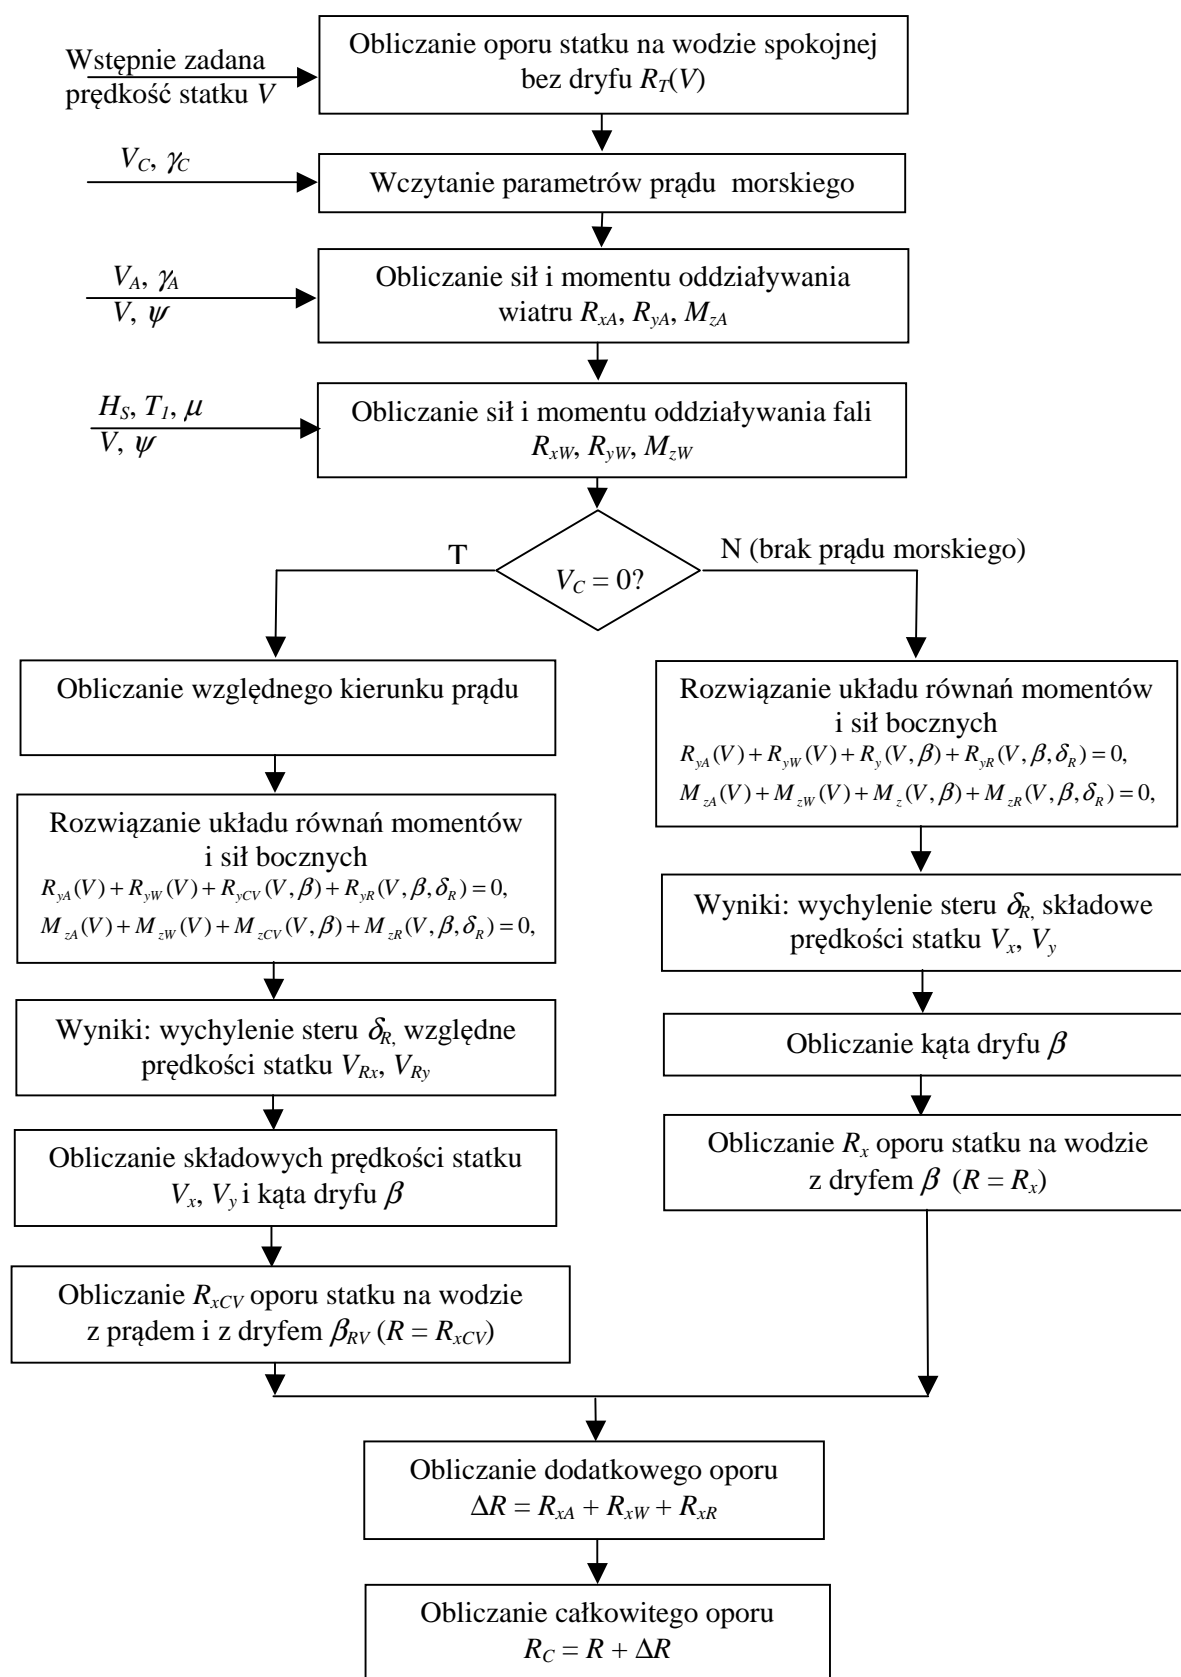 Wstępnie zadana
prędkość statku V
Obliczanie oporu statku na wodzie spokojnej
bez dryfu R_T(V)
V_C, γ_C
Wczytanie parametrów prądu morskiego
V_A, γ_A
V, ψ
Obliczanie sił i momentu oddziaływania
wiatru R_xA, R_yA, M_zA
H_S, T_1, μ
V, ψ
Obliczanie sił i momentu oddziaływania fali
R_xW, R_yW, M_zW
T
V_C = 0?
N (brak prądu morskiego)
Obliczanie względnego kierunku prądu
Rozwiązanie układu równań momentów
i sił bocznych
R_yA(V) + R_yW(V) + R_yCV(V, β) + R_yR(V, β, δ_R) = 0,
M_zA(V) + M_zW(V) + M_zCV(V, β) + M_zR(V, β, δ_R) = 0,
Wyniki: wychylenie steru δ_R, względne
prędkości statku V_Rx, V_Ry
Obliczanie składowych prędkości statku
V_x, V_y i kąta dryfu β
Obliczanie R_xCV oporu statku na wodzie
z prądem i z dryfem β_RV (R = R_xCV)
Rozwiązanie układu równań momentów
i sił bocznych
R_yA(V) + R_yW(V) + R_y(V, β) + R_yR(V, β, δ_R) = 0,
M_zA(V) + M_zW(V) + M_z(V, β) + M_zR(V, β, δ_R) = 0,
Wyniki: wychylenie steru δ_R, składowe
prędkości statku V_x, V_y
Obliczanie kąta dryfu β
Obliczanie R_x oporu statku na wodzie
z dryfem β (R = R_x)
Obliczanie dodatkowego oporu
ΔR = R_xA + R_xW + R_xR
Obliczanie całkowitego oporu
R_C = R + ΔR